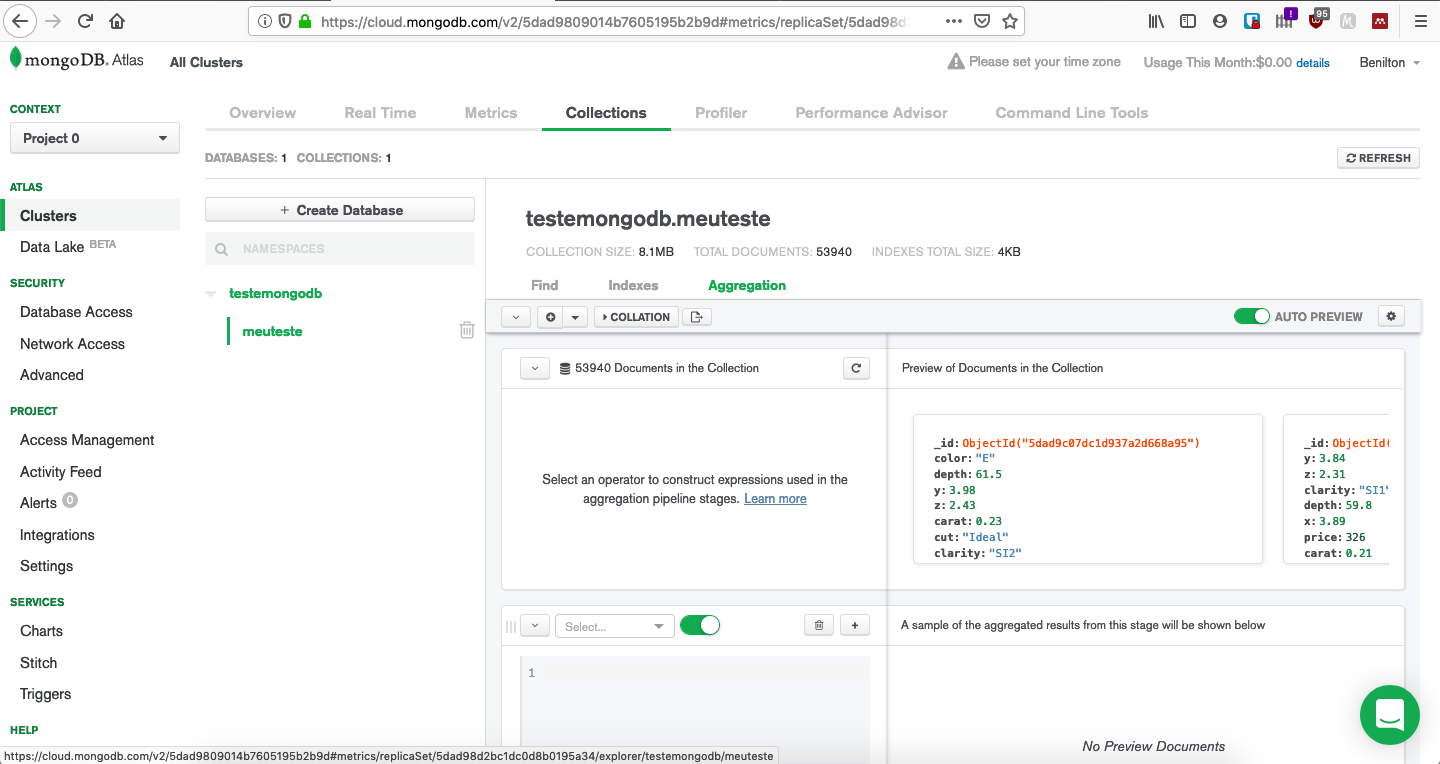 https://cloud.mongodb.com/v2/5dad9809014b7605195b2b9d#metrics/replicaSet/5dad98d
! 95
mongoDB. Atlas All Clusters Please set your time zone Usage This Month:$0.00 details Benilton
CONTEXT
Project 0
ATLAS
Clusters
Data Lake BETA
SECURITY
Database Access
Network Access
Advanced
PROJECT
Access Management
Activity Feed
Alerts 0
Integrations
Settings
SERVICES
Charts
Stitch
Triggers
HELP
Overview Real Time Metrics Collections Profiler Performance Advisor Command Line Tools
DATABASES: 1 COLLECTIONS: 1 REFRESH
+ Create Database
NAMESPACES
testemongodb
meuteste
testemongodb.meuteste
COLLECTION SIZE: 8.1MB TOTAL DOCUMENTS: 53940 INDEXES TOTAL SIZE: 4KB
Find Indexes Aggregation
COLLATION AUTO PREVIEW
53940 Documents in the Collection
Select an operator to construct expressions used in the
aggregation pipeline stages. Learn more
Preview of Documents in the Collection
_id: ObjectId("5dad9c07dc1d937a2d668a95")
color: "E"
depth: 61.5
y: 3.98
z: 2.43
carat: 0.23
cut: "Ideal"
clarity: "SI2"
_id: ObjectId(
y: 3.84
z: 2.31
clarity: "SI1"
depth: 59.8
x: 3.89
price: 326
carat: 0.21
Select...
1
A sample of the aggregated results from this stage will be shown below
No Preview Documents
https://cloud.mongodb.com/v2/5dad9809014b7605195b2b9d#metrics/replicaSet/5dad98d2bc1dc0d8b0195a34/explorer/testemongodb/meuteste